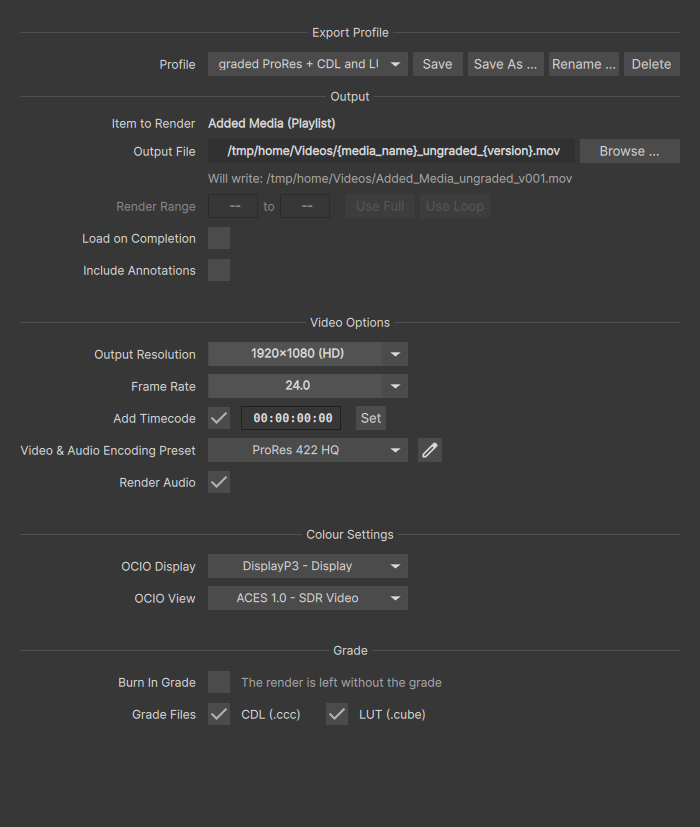 Export Profile
Profile graded ProRes + CDL and LU Save Save As ... Rename ... Delete
Output
Item to Render Added Media (Playlist)
Output File /tmp/home/Videos/{media_name}_ungraded_{version}.mov Browse ...
Will write: /tmp/home/Videos/Added_Media_ungraded_v001.mov
Render Range -- to -- Use Full Use Loop
Load on Completion
Include Annotations
Video Options
Output Resolution 1920×1080 (HD)
Frame Rate 24.0
Add Timecode 00:00:00:00 Set
Video & Audio Encoding Preset ProRes 422 HQ
Render Audio
Colour Settings
OCIO Display DisplayP3 - Display
OCIO View ACES 1.0 - SDR Video
Grade
Burn In Grade The render is left without the grade
Grade Files CDL (.ccc) LUT (.cube)